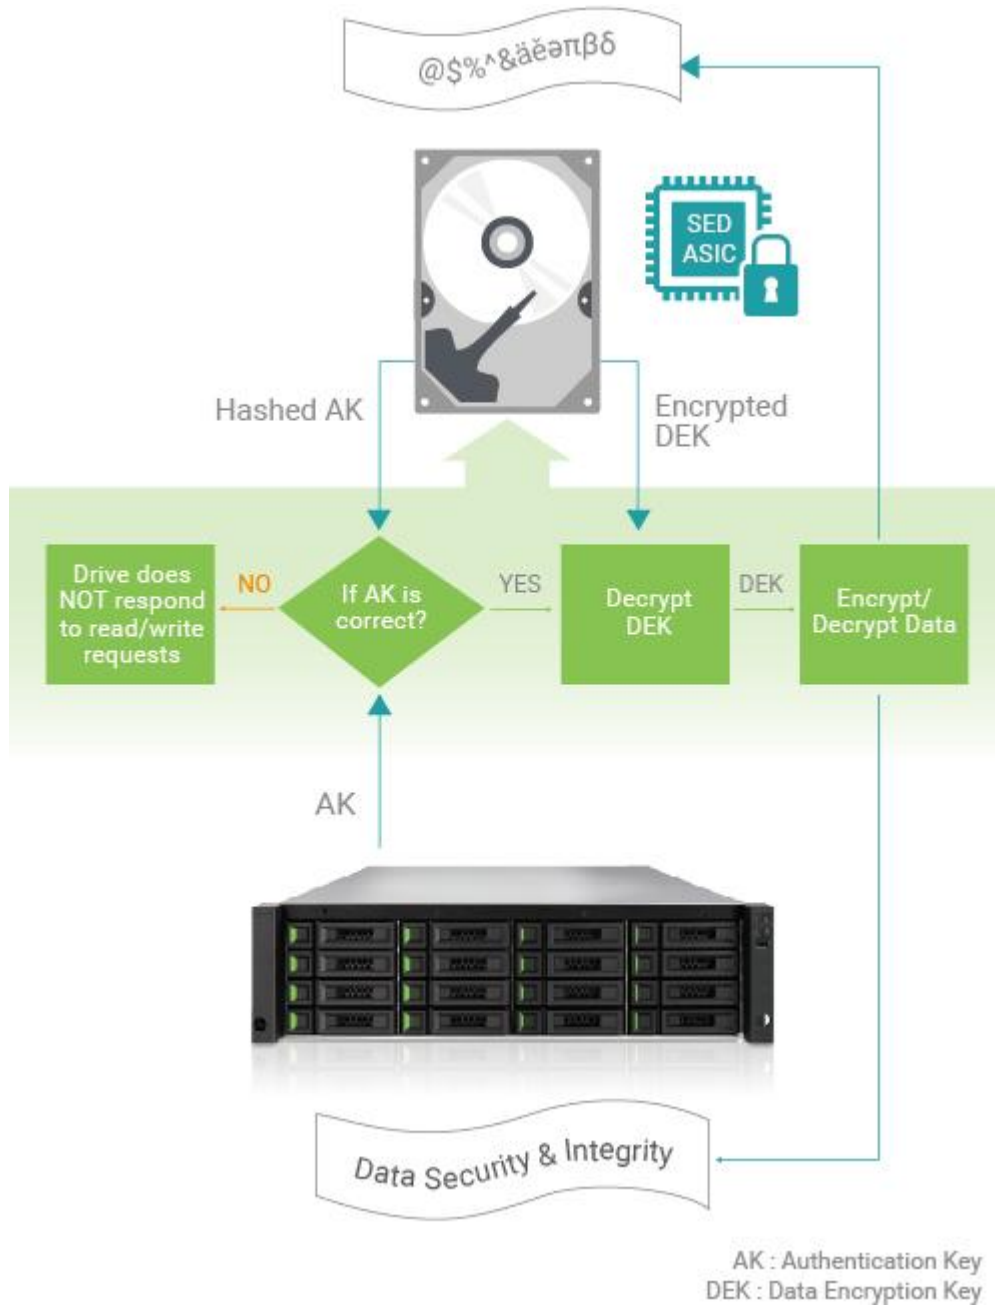 @$%^&äěəπβδ
SED
ASIC
Hashed AK
Encrypted
DEK
Drive does
NOT respond
to read/write
requests
NO
If AK is
correct?
YES
Decrypt
DEK
DEK
Encrypt/
Decrypt Data
AK
Data Security & Integrity
AK : Authentication Key
DEK : Data Encryption Key